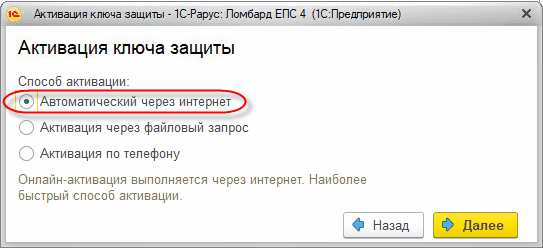 Активация ключа защиты - 1С-Рарус: Ломбард ЕПС 4 (1С:Предприятие)
Активация ключа защиты
Способ активации:
Автоматический через интернет
Активация через файловый запрос
Активация по телефону
Онлайн-активация выполняется через интернет. Наиболее
быстрый способ активации.
Назад Далее